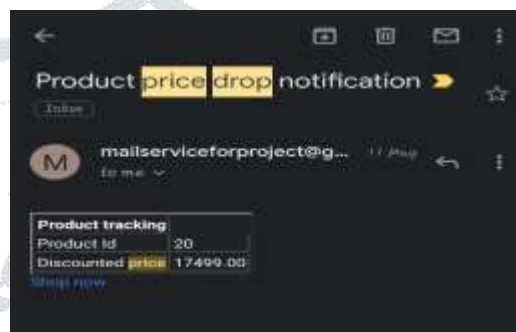 Product price drop notification
Inbox
M
mailserviceforproject@g... 11 May
to me
Product tracking
Product Id 20
Discounted price 17499.00
Shop now